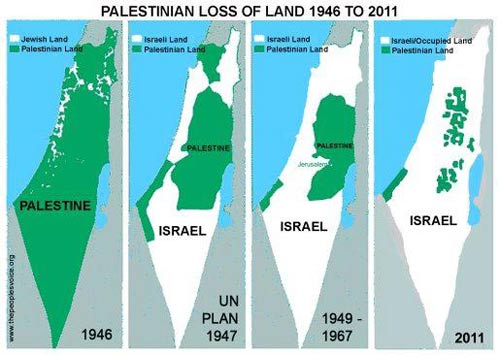 PALESTINIAN LOSS OF LAND 1946 TO 2011
Jewish Land
Palestinian Land
PALESTINE
www.thepeoplesvoice.org
1946
Israeli Land
Palestinian Land
ISRAEL
UN
PLAN
1947
Israeli Land
Palestinian Land
PALESTINE
Jerusalem
ISRAEL
1949 -
1967
Israeli/Occupied Land
Palestinian Land
ISRAEL
2011